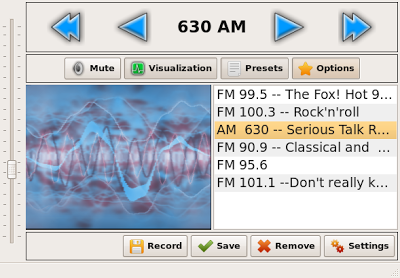 630 AM
Mute Visualization Presets Options
FM 99.5 -- The Fox! Hot 9...
FM 100.3 -- Rock'n'roll
AM  630 -- Serious Talk R...
FM 90.9 -- Classical and  ...
FM 95.6
FM 101.1 --Don't really k...
Record Save Remove Settings